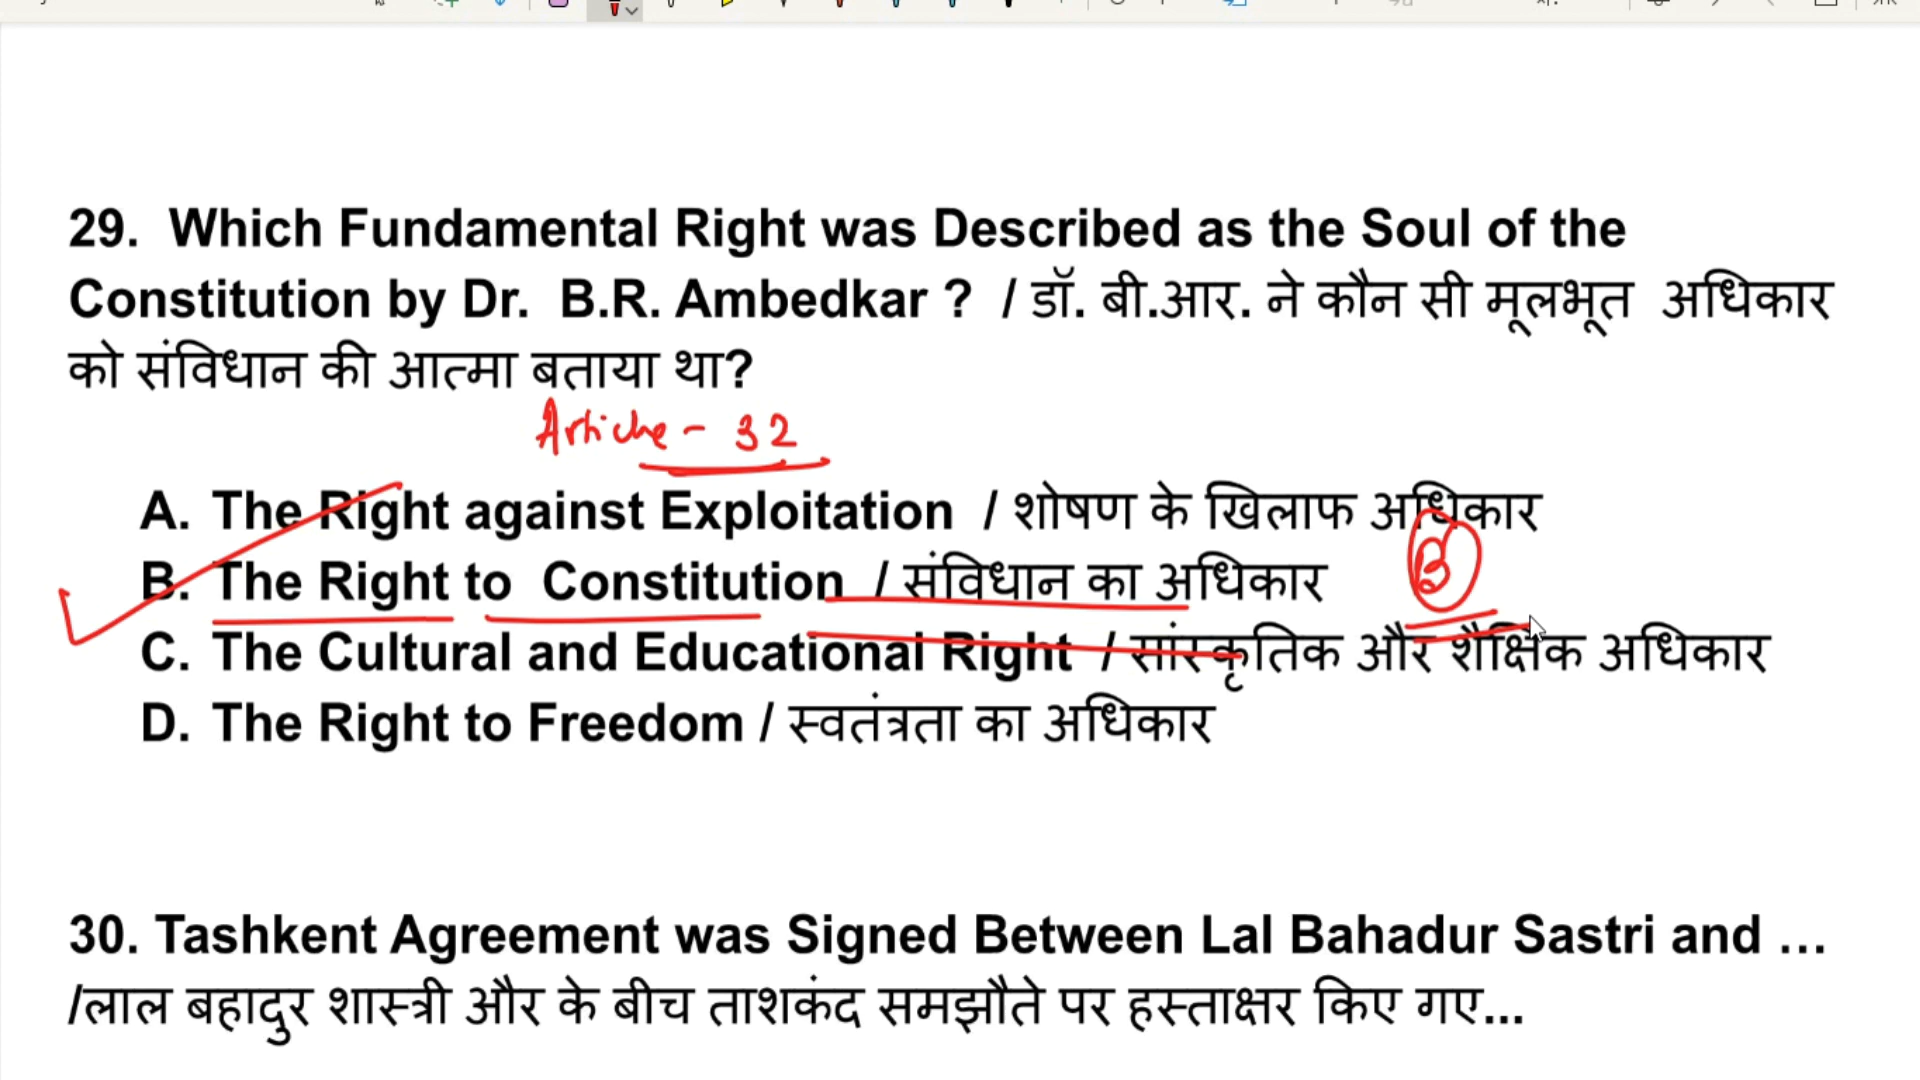 29. Which Fundamental Right was Described as the Soul of the
Constitution by Dr. B.R. Ambedkar ? / डॉ. बी.आर. ने कौन सी मूलभूत अधिकार
को संविधान की आत्मा बताया था?
Article - 32
A. The Right against Exploitation / शोषण के खिलाफ अधिकार
B. The Right to Constitution / संविधान का अधिकार
B
C. The Cultural and Educational Right / सांस्कृतिक और शैक्षिक अधिकार
D. The Right to Freedom / स्वतंत्रता का अधिकार
30. Tashkent Agreement was Signed Between Lal Bahadur Sastri and ...
/लाल बहादुर शास्त्री और के बीच ताशकंद समझौते पर हस्ताक्षर किए गए...